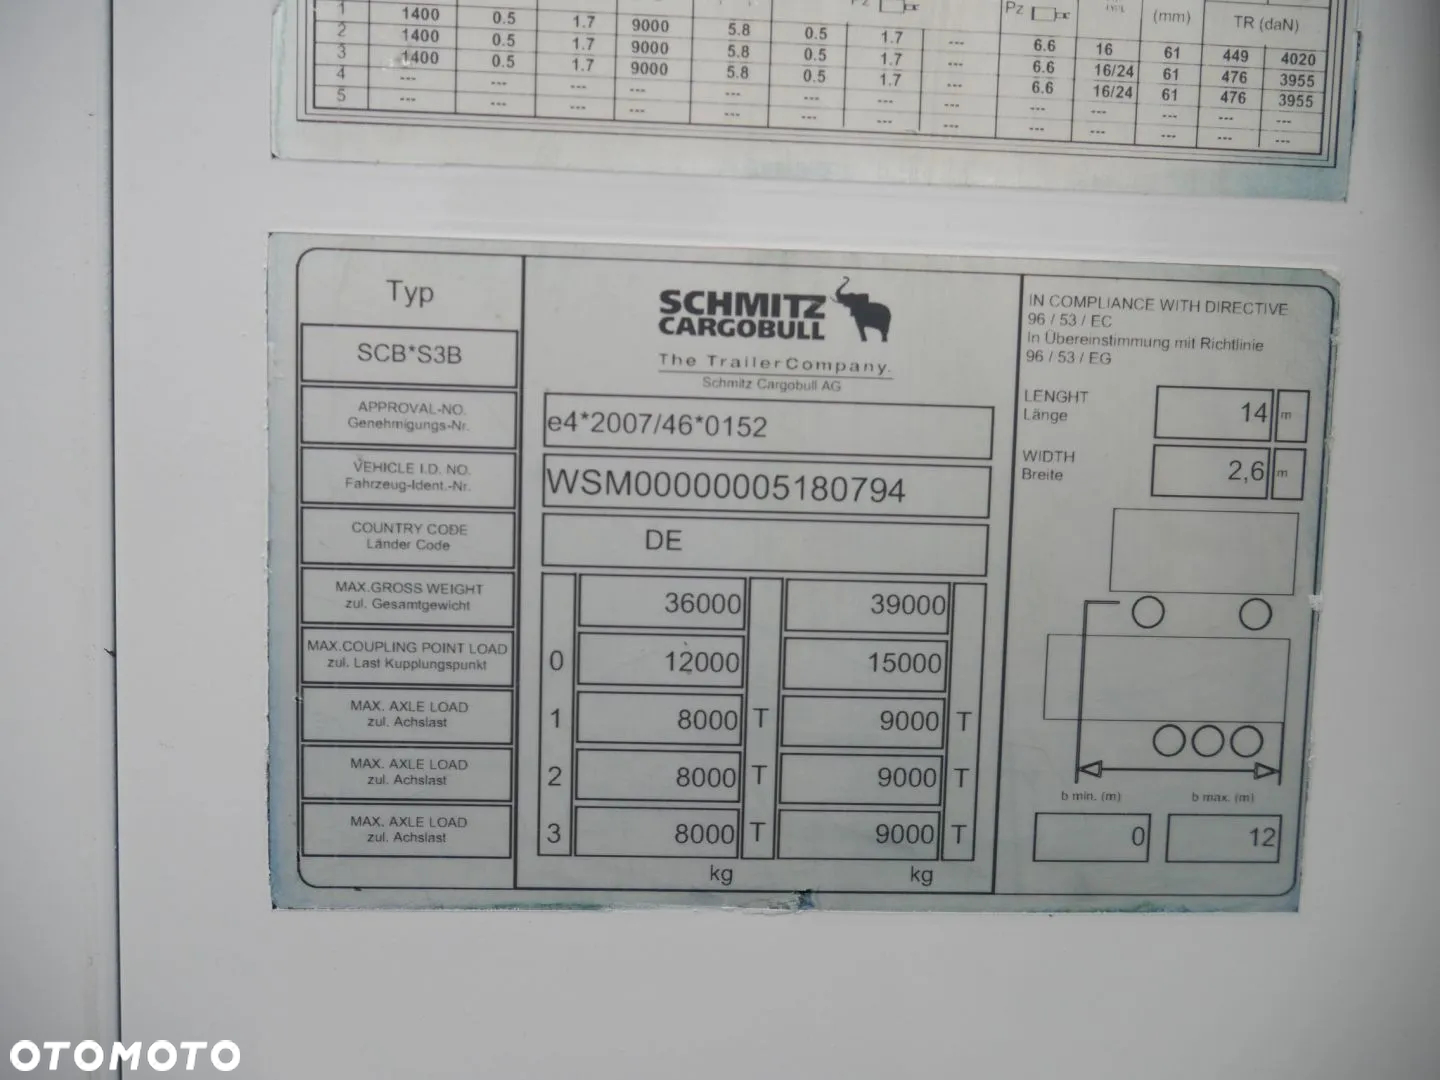 1 1400 0.5 1.7 9000 5.8 0.5 1.7 --- 6.6 16 61 449 4020
2 1400 0.5 1.7 9000 5.8 0.5 1.7 --- 6.6 16/24 61 476 3955
3 1400 0.5 1.7 9000 5.8 0.5 1.7 --- 6.6 16/24 61 476 3955
4 --- --- --- --- --- --- --- --- --- --- --- --- ---
5 --- --- --- --- --- --- --- --- --- --- --- --- ---
Pz (mm) TR (daN)
Typ
SCB*S3B
SCHMITZ
CARGOBULL
The TrailerCompany.
Schmitz Cargobull AG
APPROVAL-NO.
Genehmigungs-Nr.
e4*2007/46*0152
VEHICLE I.D. NO.
Fahrzeug-Ident.-Nr.
WSM00000005180794
COUNTRY CODE
Länder Code
DE
MAX.GROSS WEIGHT
zul. Gesamtgewicht
36000 39000
MAX.COUPLING POINT LOAD
zul. Last Kupplungspunkt
0 12000 15000
MAX. AXLE LOAD
zul. Achslast
1 8000 T 9000 T
MAX. AXLE LOAD
zul. Achslast
2 8000 T 9000 T
MAX. AXLE LOAD
zul. Achslast
3 8000 T 9000 T
kg kg
IN COMPLIANCE WITH DIRECTIVE
96 / 53 / EC
In Übereinstimmung mit Richtlinie
96 / 53 / EG
LENGHT
Länge
14 m
WIDTH
Breite
2,6 m
b min. (m) b max. (m)
0 12
OTOMOTO